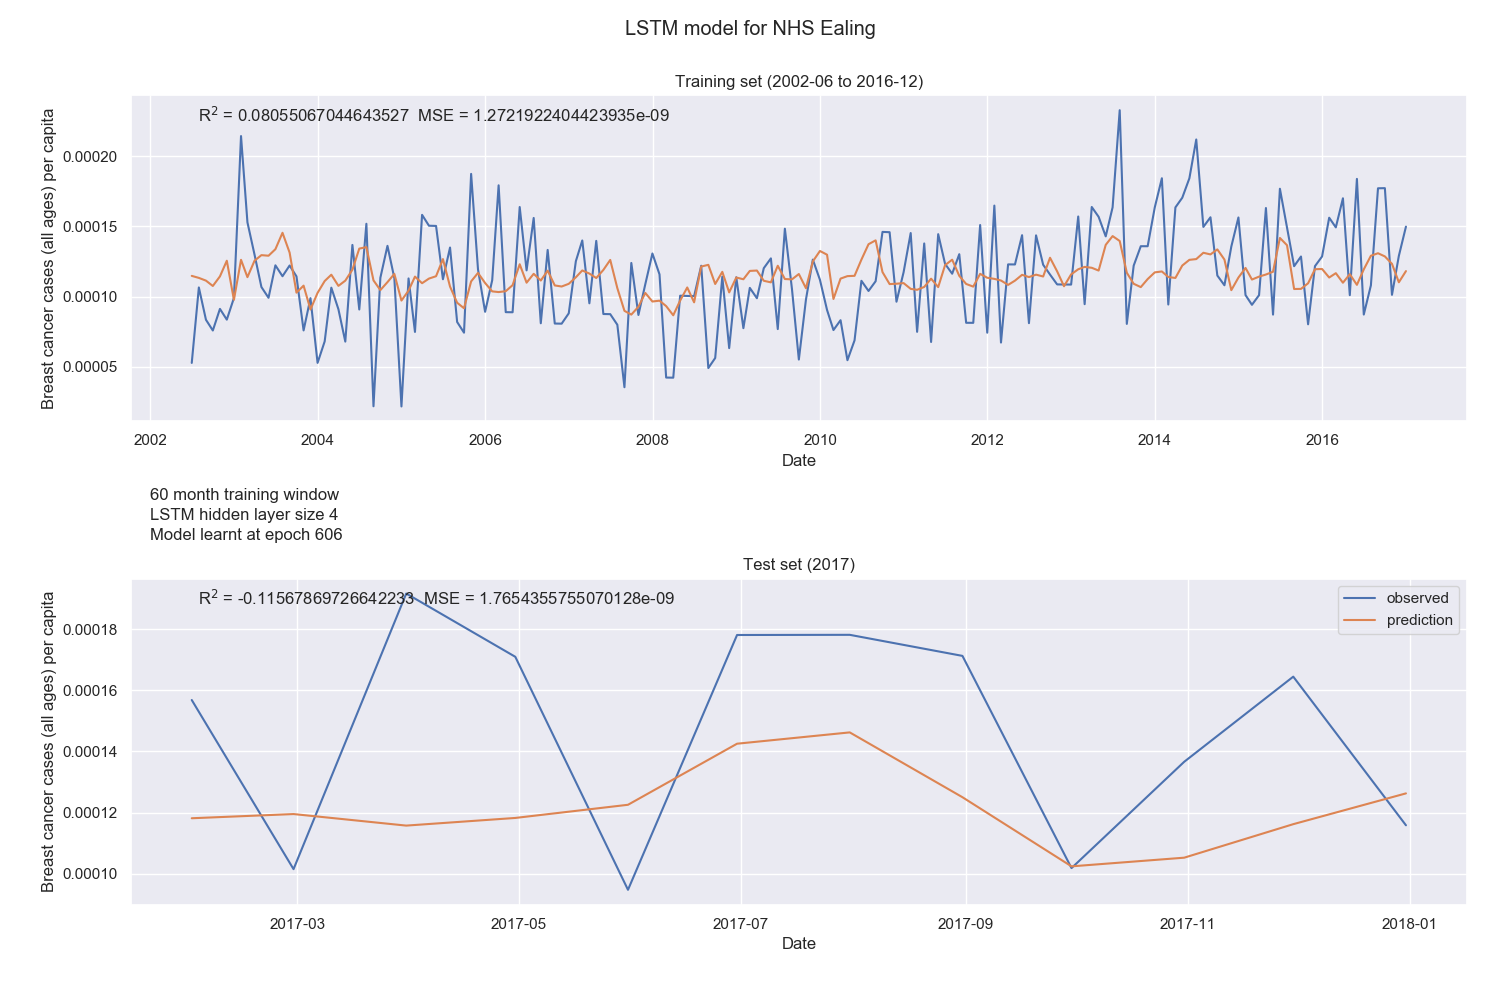 LSTM model for NHS Ealing
Training set (2002-06 to 2016-12)
R² = 0.08055067044643527 MSE = 1.2721922404423935e-09
Breast cancer cases (all ages) per capita
0.00020
0.00015
0.00010
0.00005
2002 2004 2006 2008 2010 2012 2014 2016
Date
60 month training window
LSTM hidden layer size 4
Model learnt at epoch 606
Test set (2017)
R² = -0.11567869726642233 MSE = 1.7654355755070128e-09
observed
prediction
Breast cancer cases (all ages) per capita
0.00018
0.00016
0.00014
0.00012
0.00010
2017-03 2017-05 2017-07 2017-09 2017-11 2018-01
Date